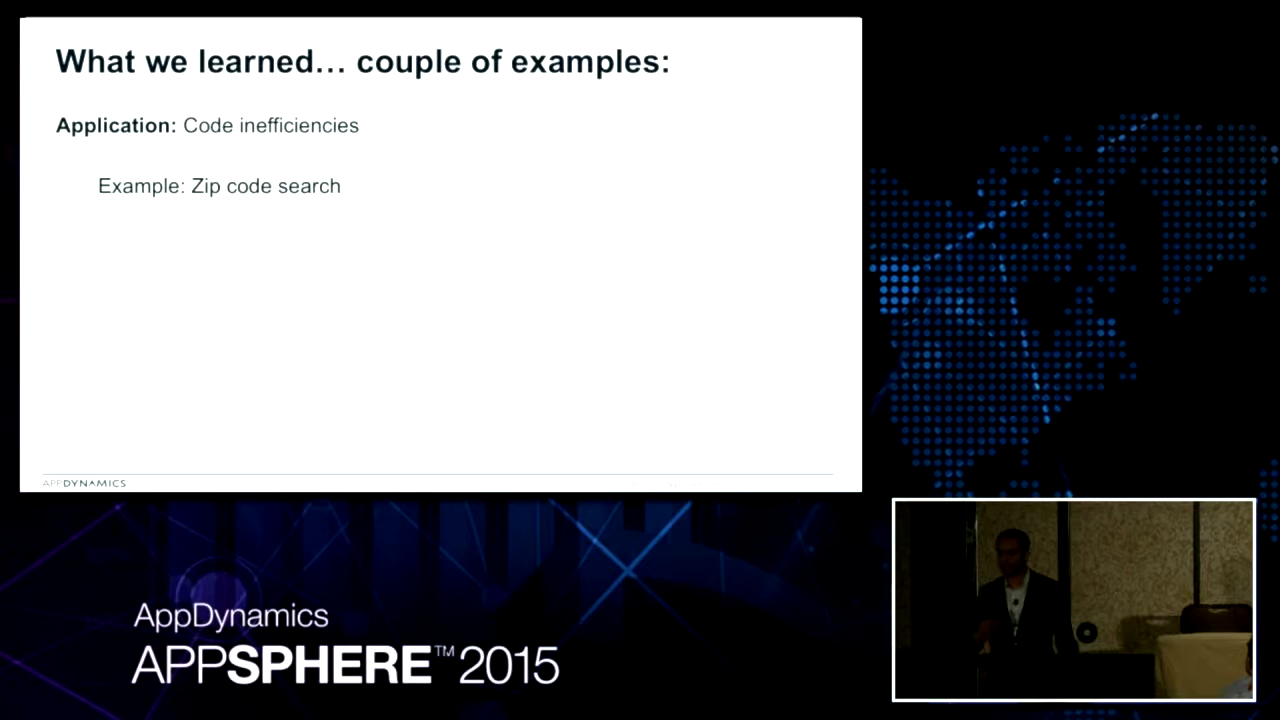 What we learned… couple of examples:
Application: Code inefficiencies
Example: Zip code search
APPDYNAMICS
AppDynamics
APPSPHERE™ 2015